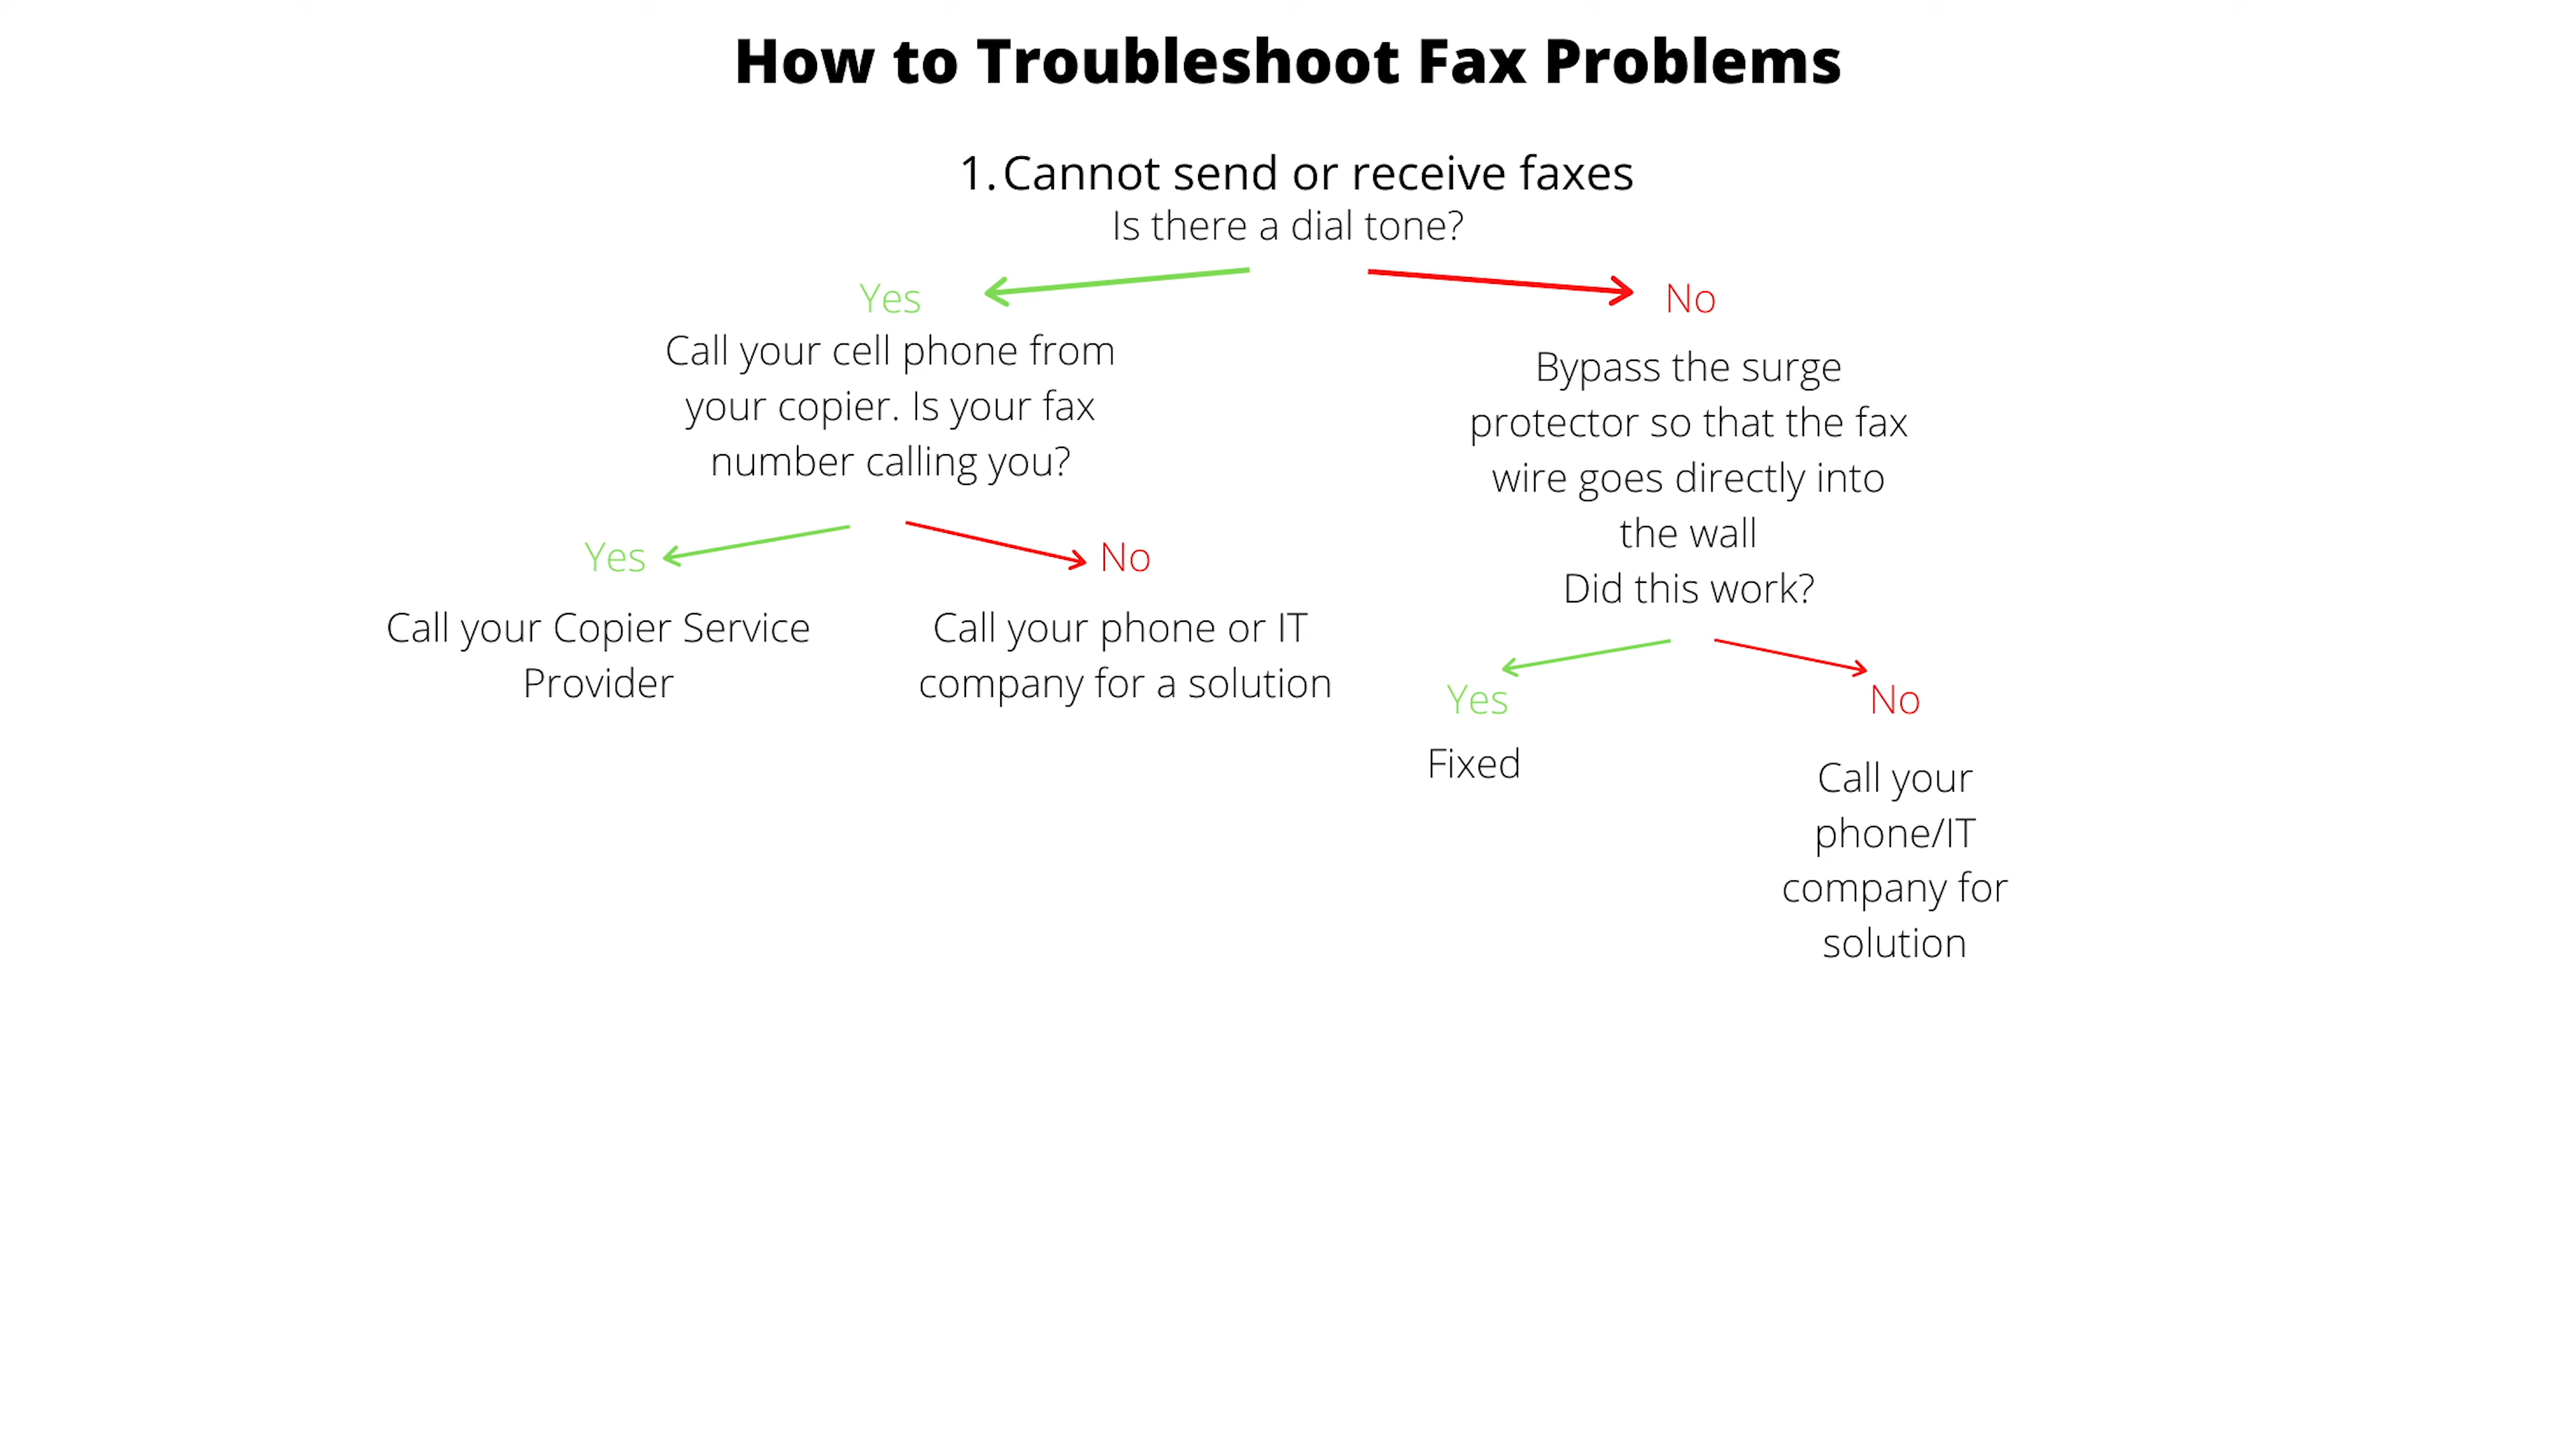 How to Troubleshoot Fax Problems
1. Cannot send or receive faxes
Is there a dial tone?
Yes
Call your cell phone from
your copier. Is your fax
number calling you?
Yes
Call your Copier Service
Provider
No
Call your phone or IT
company for a solution
No
Bypass the surge
protector so that the fax
wire goes directly into
the wall
Did this work?
Yes
Fixed
No
Call your
phone/IT
company for
solution